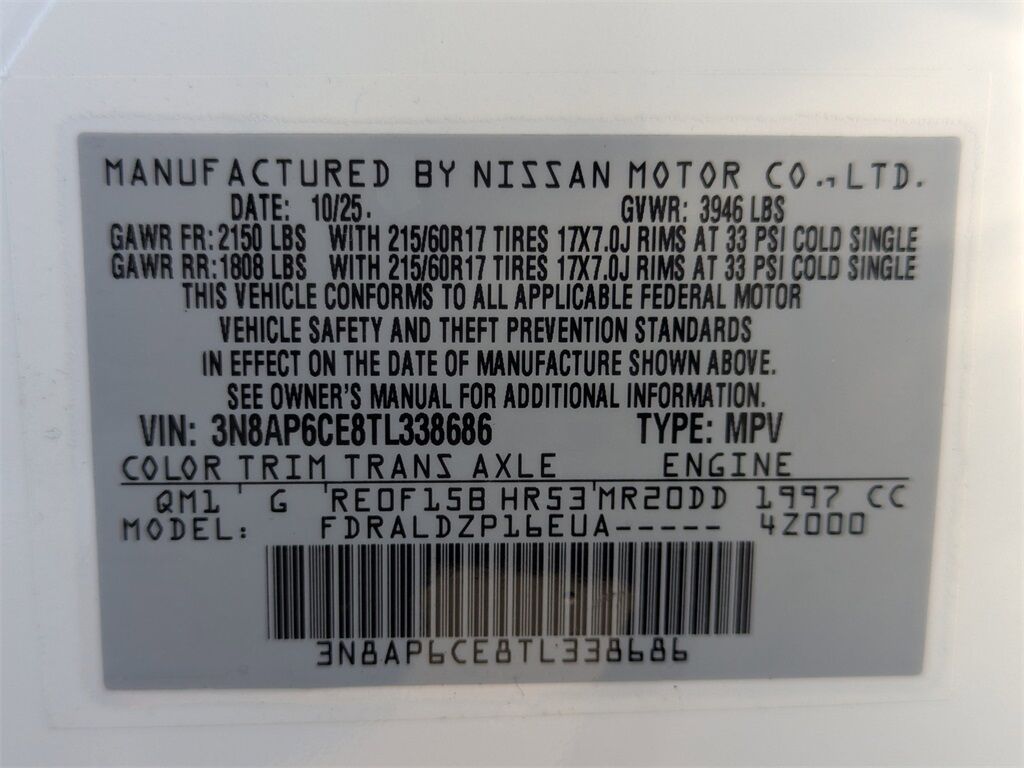 MANUFACTURED BY NISSAN MOTOR CO., LTD.
DATE: 10/25. GVWR: 3946 LBS
GAWR FR: 2150 LBS WITH 215/60R17 TIRES 17X7.0J RIMS AT 33 PSI COLD SINGLE
GAWR RR: 1808 LBS WITH 215/60R17 TIRES 17X7.0J RIMS AT 33 PSI COLD SINGLE
THIS VEHICLE CONFORMS TO ALL APPLICABLE FEDERAL MOTOR
VEHICLE SAFETY AND THEFT PREVENTION STANDARDS
IN EFFECT ON THE DATE OF MANUFACTURE SHOWN ABOVE.
SEE OWNER'S MANUAL FOR ADDITIONAL INFORMATION.
VIN: 3N8AP6CE8TL338686 TYPE: MPV
COLOR TRIM TRANS AXLE ENGINE
QM1 G RE0F15B HR53 MR20DD 1997 CC
MODEL: FDRALDZP16EUA----- 4Z000
3N8AP6CE8TL338686